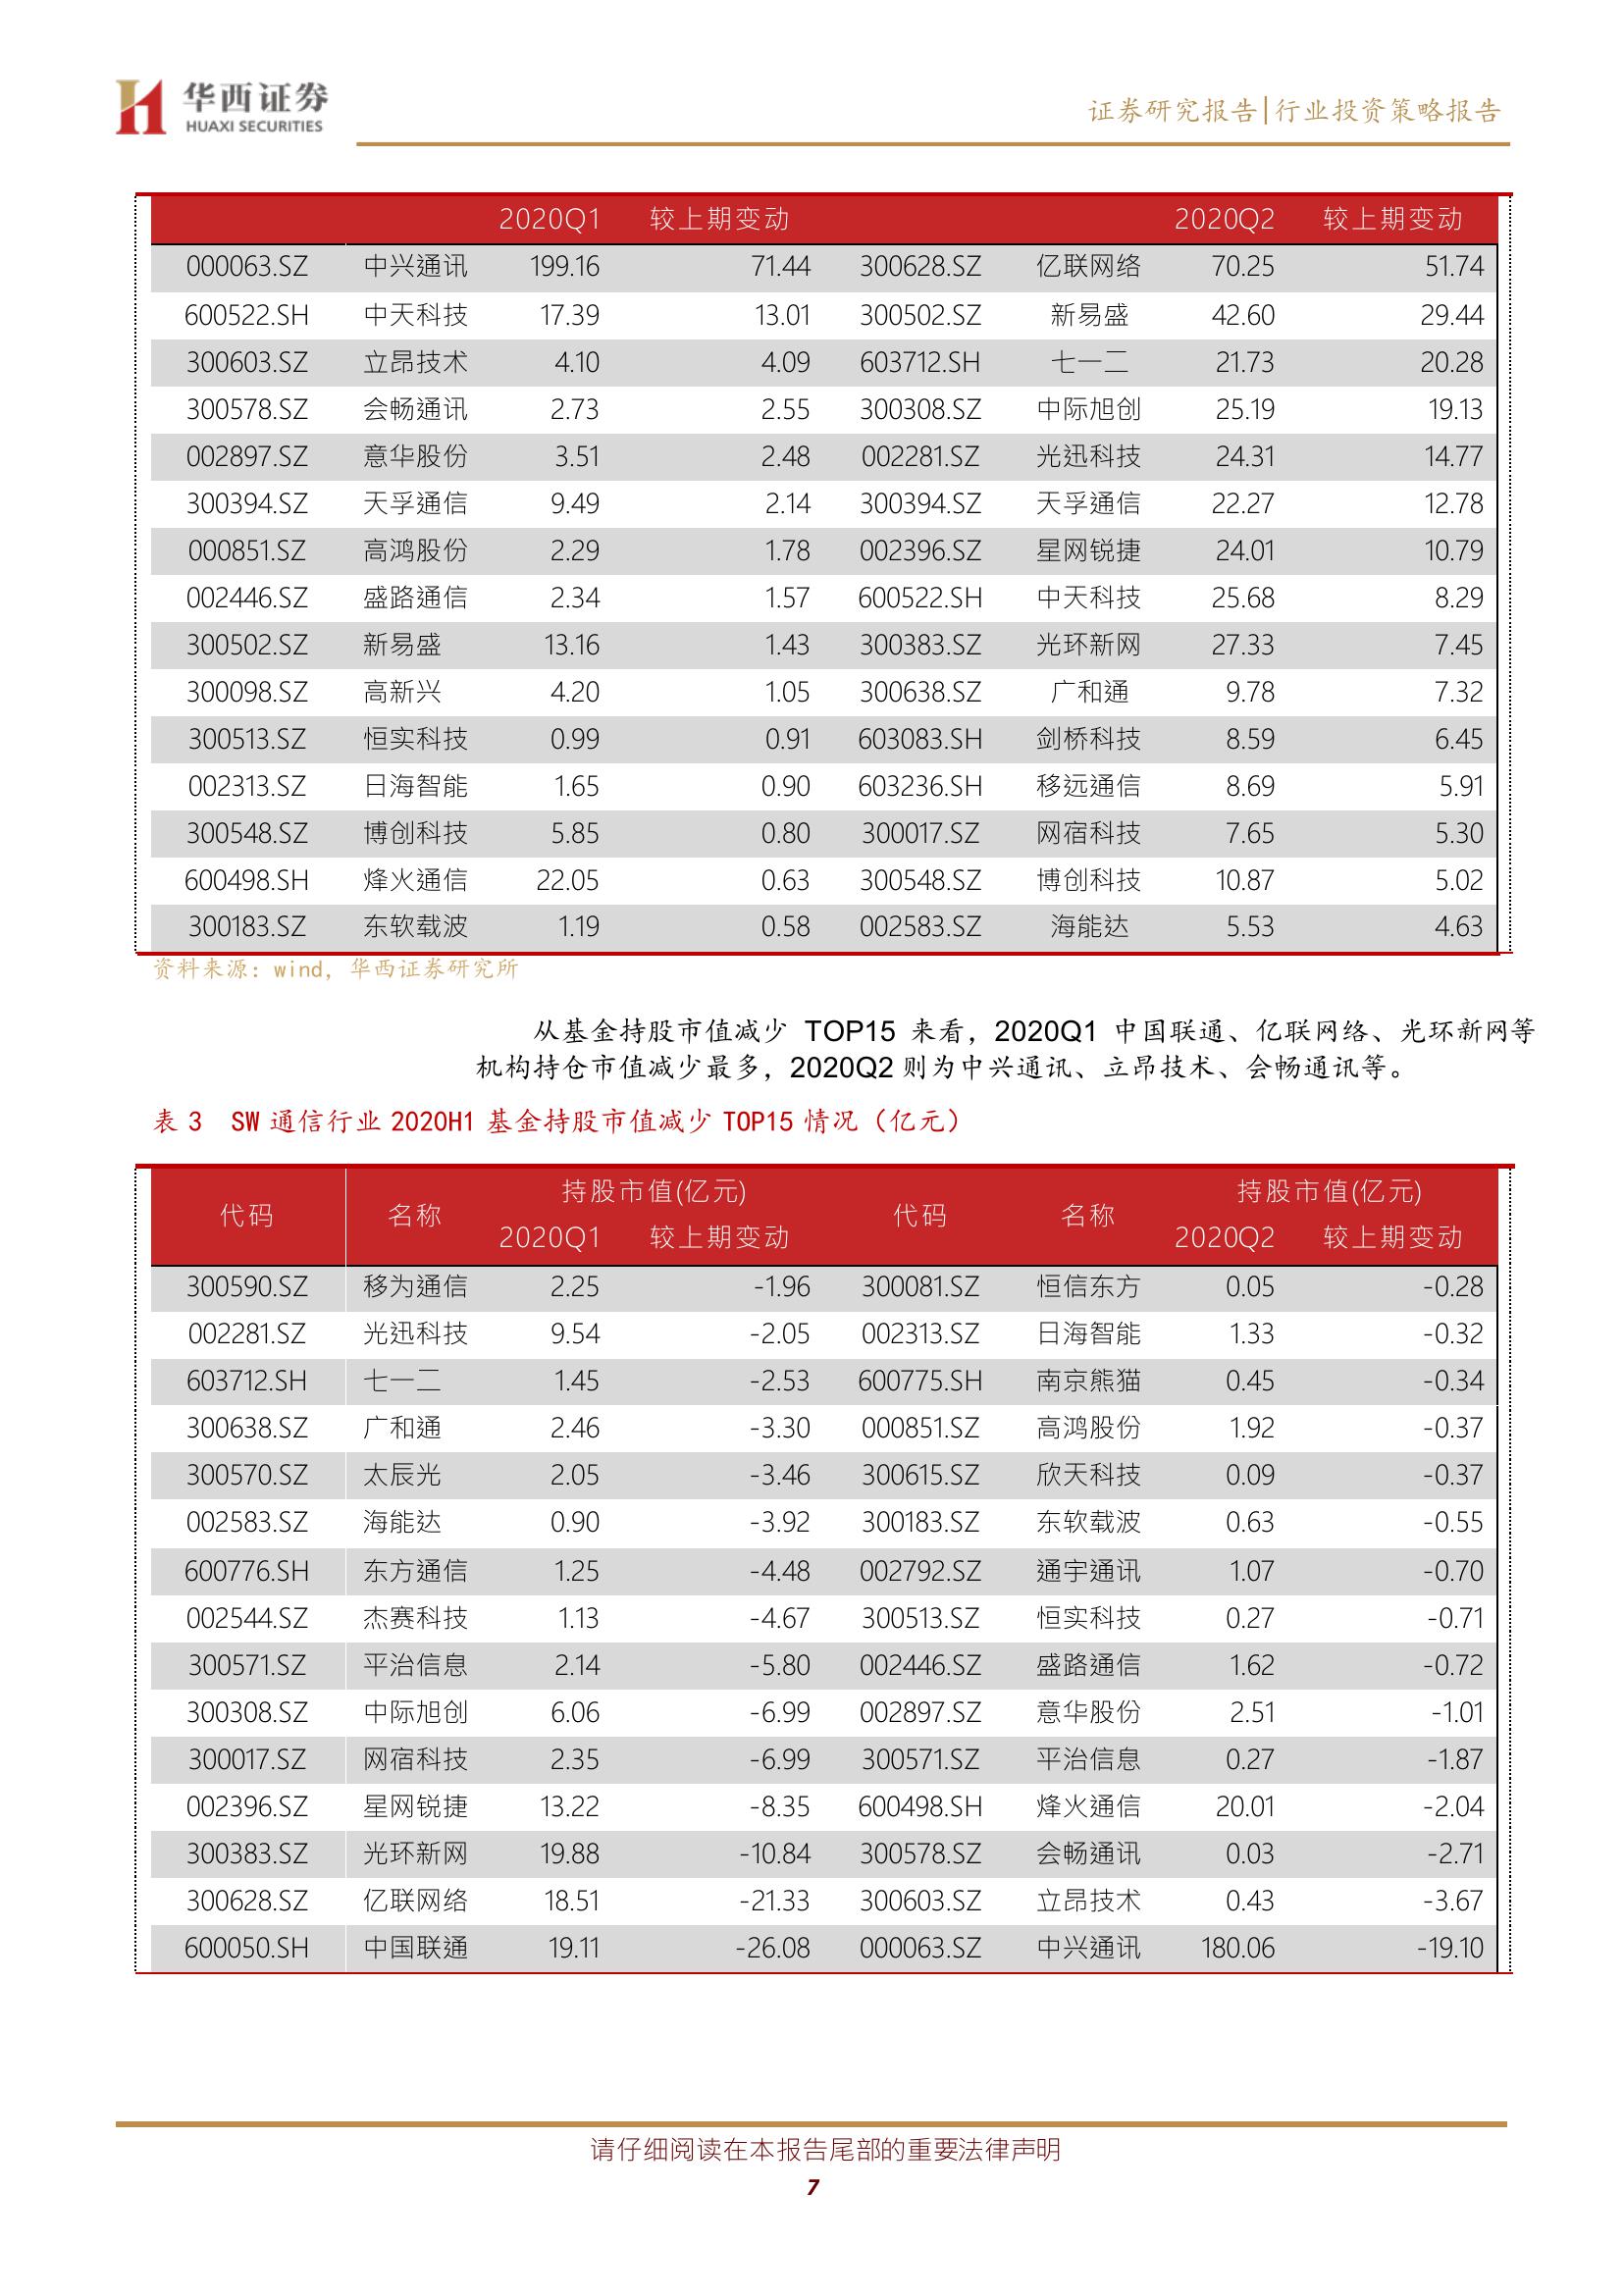 华西证券
HUAXI SECURITIES
证券研究报告|行业投资策略报告
2020Q1 较上期变动 2020Q2 较上期变动
000063.SZ 中兴通讯 199.16 71.44 300628.SZ 亿联网络 70.25 51.74
600522.SH 中天科技 17.39 13.01 300502.SZ 新易盛 42.60 29.44
300603.SZ 立昂技术 4.10 4.09 603712.SH 七一二 21.73 20.28
300578.SZ 会畅通讯 2.73 2.55 300308.SZ 中际旭创 25.19 19.13
002897.SZ 意华股份 3.51 2.48 002281.SZ 光迅科技 24.31 14.77
300394.SZ 天孚通信 9.49 2.14 300394.SZ 天孚通信 22.27 12.78
000851.SZ 高鸿股份 2.29 1.78 002396.SZ 星网锐捷 24.01 10.79
002446.SZ 盛路通信 2.34 1.57 600522.SH 中天科技 25.68 8.29
300502.SZ 新易盛 13.16 1.43 300383.SZ 光环新网 27.33 7.45
300098.SZ 高新兴 4.20 1.05 300638.SZ 广和通 9.78 7.32
300513.SZ 恒实科技 0.99 0.91 603083.SH 剑桥科技 8.59 6.45
002313.SZ 日海智能 1.65 0.90 603236.SH 移远通信 8.69 5.91
300548.SZ 博创科技 5.85 0.80 300017.SZ 网宿科技 7.65 5.30
600498.SH 烽火通信 22.05 0.63 300548.SZ 博创科技 10.87 5.02
300183.SZ 东软载波 1.19 0.58 002583.SZ 海能达 5.53 4.63
资料来源：wind，华西证券研究所
从基金持股市值减少 TOP15 来看，2020Q1 中国联通、亿联网络、光环新网等
机构持仓市值减少最多，2020Q2 则为中兴通讯、立昂技术、会畅通讯等。
表 3 SW 通信行业 2020H1 基金持股市值减少 TOP15 情况（亿元）
持股市值(亿元) 持股市值(亿元)
代码 名称 代码 名称
2020Q1 较上期变动 2020Q2 较上期变动
300590.SZ 移为通信 2.25 -1.96 300081.SZ 恒信东方 0.05 -0.28
002281.SZ 光迅科技 9.54 -2.05 002313.SZ 日海智能 1.33 -0.32
603712.SH 七一二 1.45 -2.53 600775.SH 南京熊猫 0.45 -0.34
300638.SZ 广和通 2.46 -3.30 000851.SZ 高鸿股份 1.92 -0.37
300570.SZ 太辰光 2.05 -3.46 300615.SZ 欣天科技 0.09 -0.37
002583.SZ 海能达 0.90 -3.92 300183.SZ 东软载波 0.63 -0.55
600776.SH 东方通信 1.25 -4.48 002792.SZ 通宇通讯 1.07 -0.70
002544.SZ 杰赛科技 1.13 -4.67 300513.SZ 恒实科技 0.27 -0.71
300571.SZ 平治信息 2.14 -5.80 002446.SZ 盛路通信 1.62 -0.72
300308.SZ 中际旭创 6.06 -6.99 002897.SZ 意华股份 2.51 -1.01
300017.SZ 网宿科技 2.35 -6.99 300571.SZ 平治信息 0.27 -1.87
002396.SZ 星网锐捷 13.22 -8.35 600498.SH 烽火通信 20.01 -2.04
300383.SZ 光环新网 19.88 -10.84 300578.SZ 会畅通讯 0.03 -2.71
300628.SZ 亿联网络 18.51 -21.33 300603.SZ 立昂技术 0.43 -3.67
600050.SH 中国联通 19.11 -26.08 000063.SZ 中兴通讯 180.06 -19.10
请仔细阅读在本报告尾部的重要法律声明
7